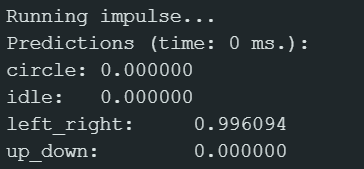 Running impulse...
Predictions (time: 0 ms.):
circle: 0.000000
idle:   0.000000
left_right:     0.996094
up_down:        0.000000